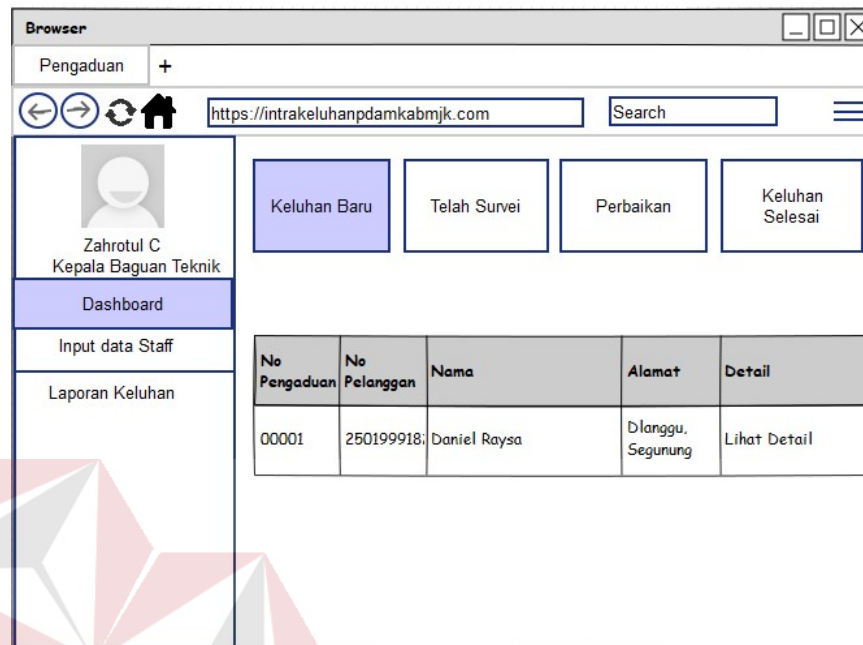 Browser
Pengaduan +
https://intrakeluhanpdamkabmjk.com
Search
Zahrotul C
Kepala Baguan Teknik
Dashboard
Input data Staff
Laporan Keluhan
Keluhan Baru
Telah Survei
Perbaikan
Keluhan
Selesai
No
Pengaduan
No
Pelanggan
Nama
Alamat
Detail
00001
250199918
Daniel Raysa
Dlanggu,
Segunung
Lihat Detail